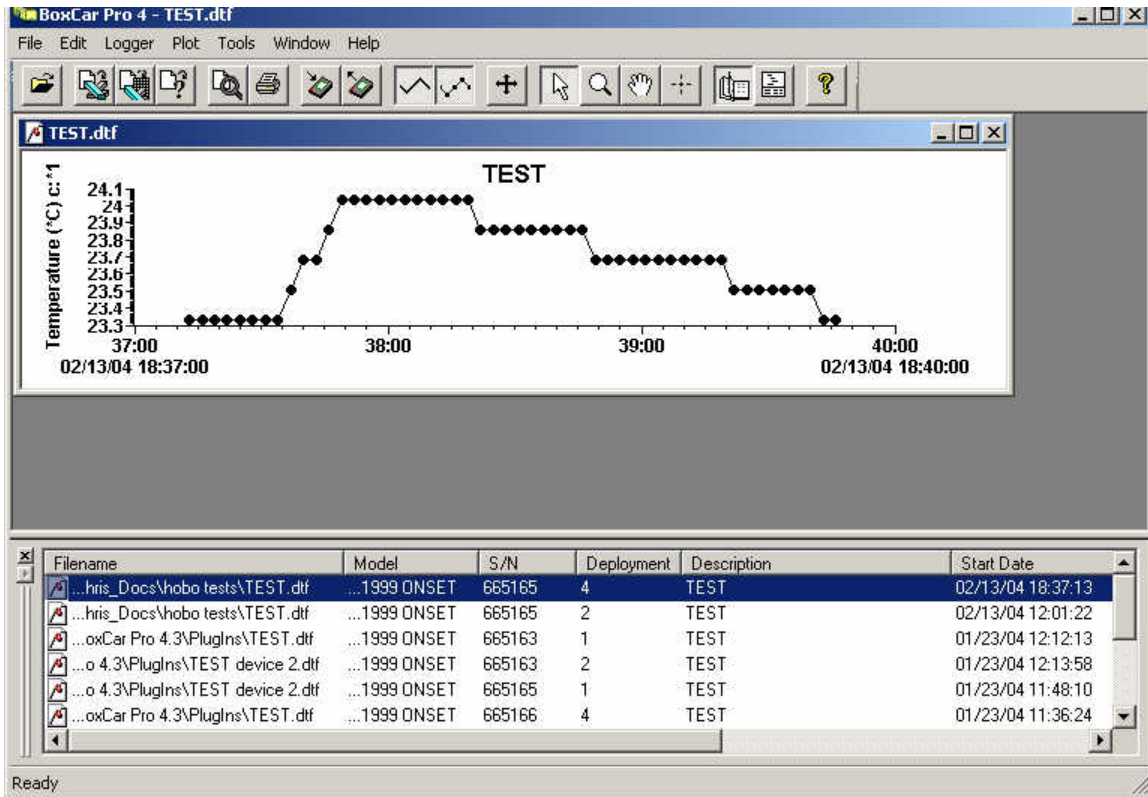 BoxCar Pro 4 - TEST.dtf
File Edit Logger Plot Tools Window Help
TEST.dtf
TEST
Temperature (*C) c:*1
24.1
24
23.9
23.8
23.7
23.6
23.5
23.4
23.3
37:00 38:00 39:00 40:00
02/13/04 18:37:00 02/13/04 18:40:00
Filename Model S/N Deployment Description Start Date
...hris_Docs\hobo tests\TEST.dtf ...1999 ONSET 665165 4 TEST 02/13/04 18:37:13
...hris_Docs\hobo tests\TEST.dtf ...1999 ONSET 665165 2 TEST 02/13/04 12:01:22
...oxCar Pro 4.3\PlugIns\TEST.dtf ...1999 ONSET 665163 1 TEST 01/23/04 12:12:13
...o 4.3\PlugIns\TEST device 2.dtf ...1999 ONSET 665163 2 TEST 01/23/04 12:13:58
...o 4.3\PlugIns\TEST device 2.dtf ...1999 ONSET 665165 1 TEST 01/23/04 11:48:10
...oxCar Pro 4.3\PlugIns\TEST.dtf ...1999 ONSET 665166 4 TEST 01/23/04 11:36:24
Ready